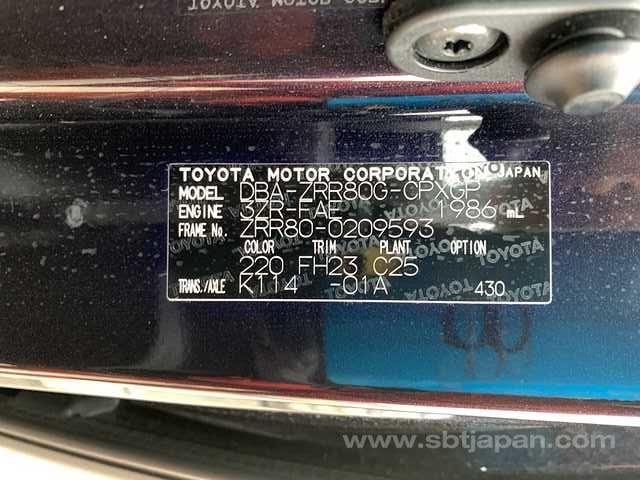 TOYOTA MOTOR CORPORATION JAPAN
MODEL DBA-ZRR80G-CPXGP
ENGINE 3ZR-FAE 1986 mL
FRAME No. ZRR80-0209593
COLOR TRIM PLANT OPTION
220 FH23 C25
TRANS./AXLE K114 -01A 430
www.sbtjapan.com